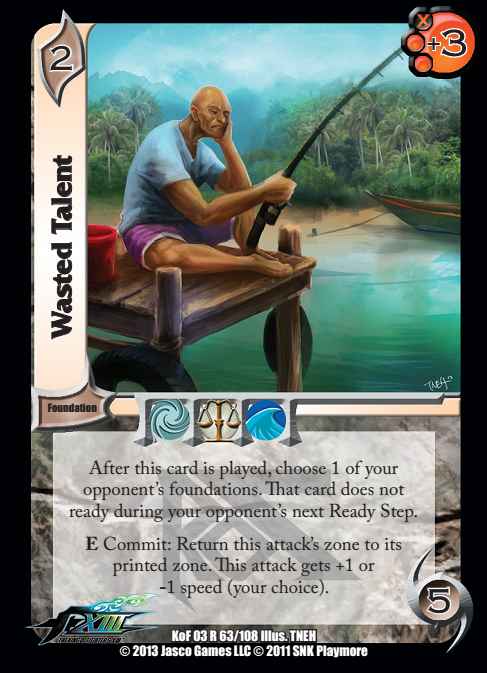 2
X
+3
Wasted Talent
TNEH
Foundation
After this card is played, choose 1 of your
opponent's foundations. That card does not
ready during your opponent's next Ready Step.
E Commit: Return this attack's zone to its
printed zone. This attack gets +1 or
-1 speed (your choice).
5
XIII
KoF 03 R 63/108 Illus. TNEH
© 2013 Jasco Games LLC © 2011 SNK Playmore